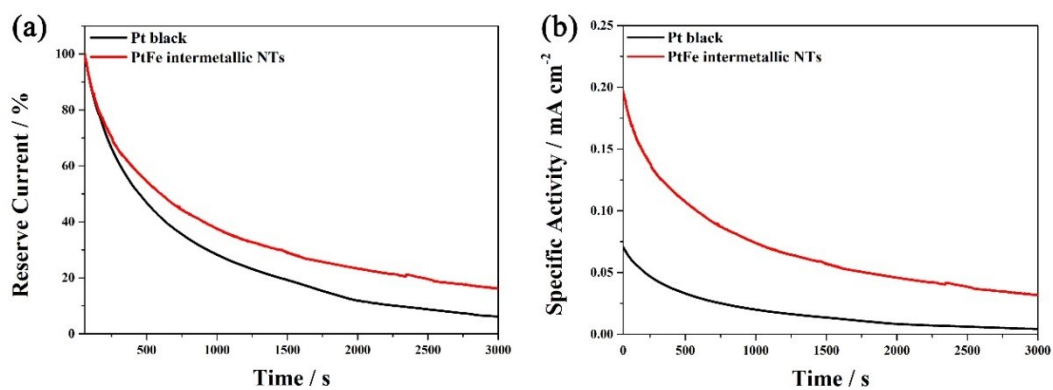 (a)
Pt black
PtFe intermetallic NTs
100
80
60
40
20
0
Reserve Current / %
500 1000 1500 2000 2500 3000
Time / s
(b)
Pt black
PtFe intermetallic NTs
0.25
0.20
0.15
0.10
0.05
0.00
Specific Activity / mA cm⁻²
0 500 1000 1500 2000 2500 3000
Time / s